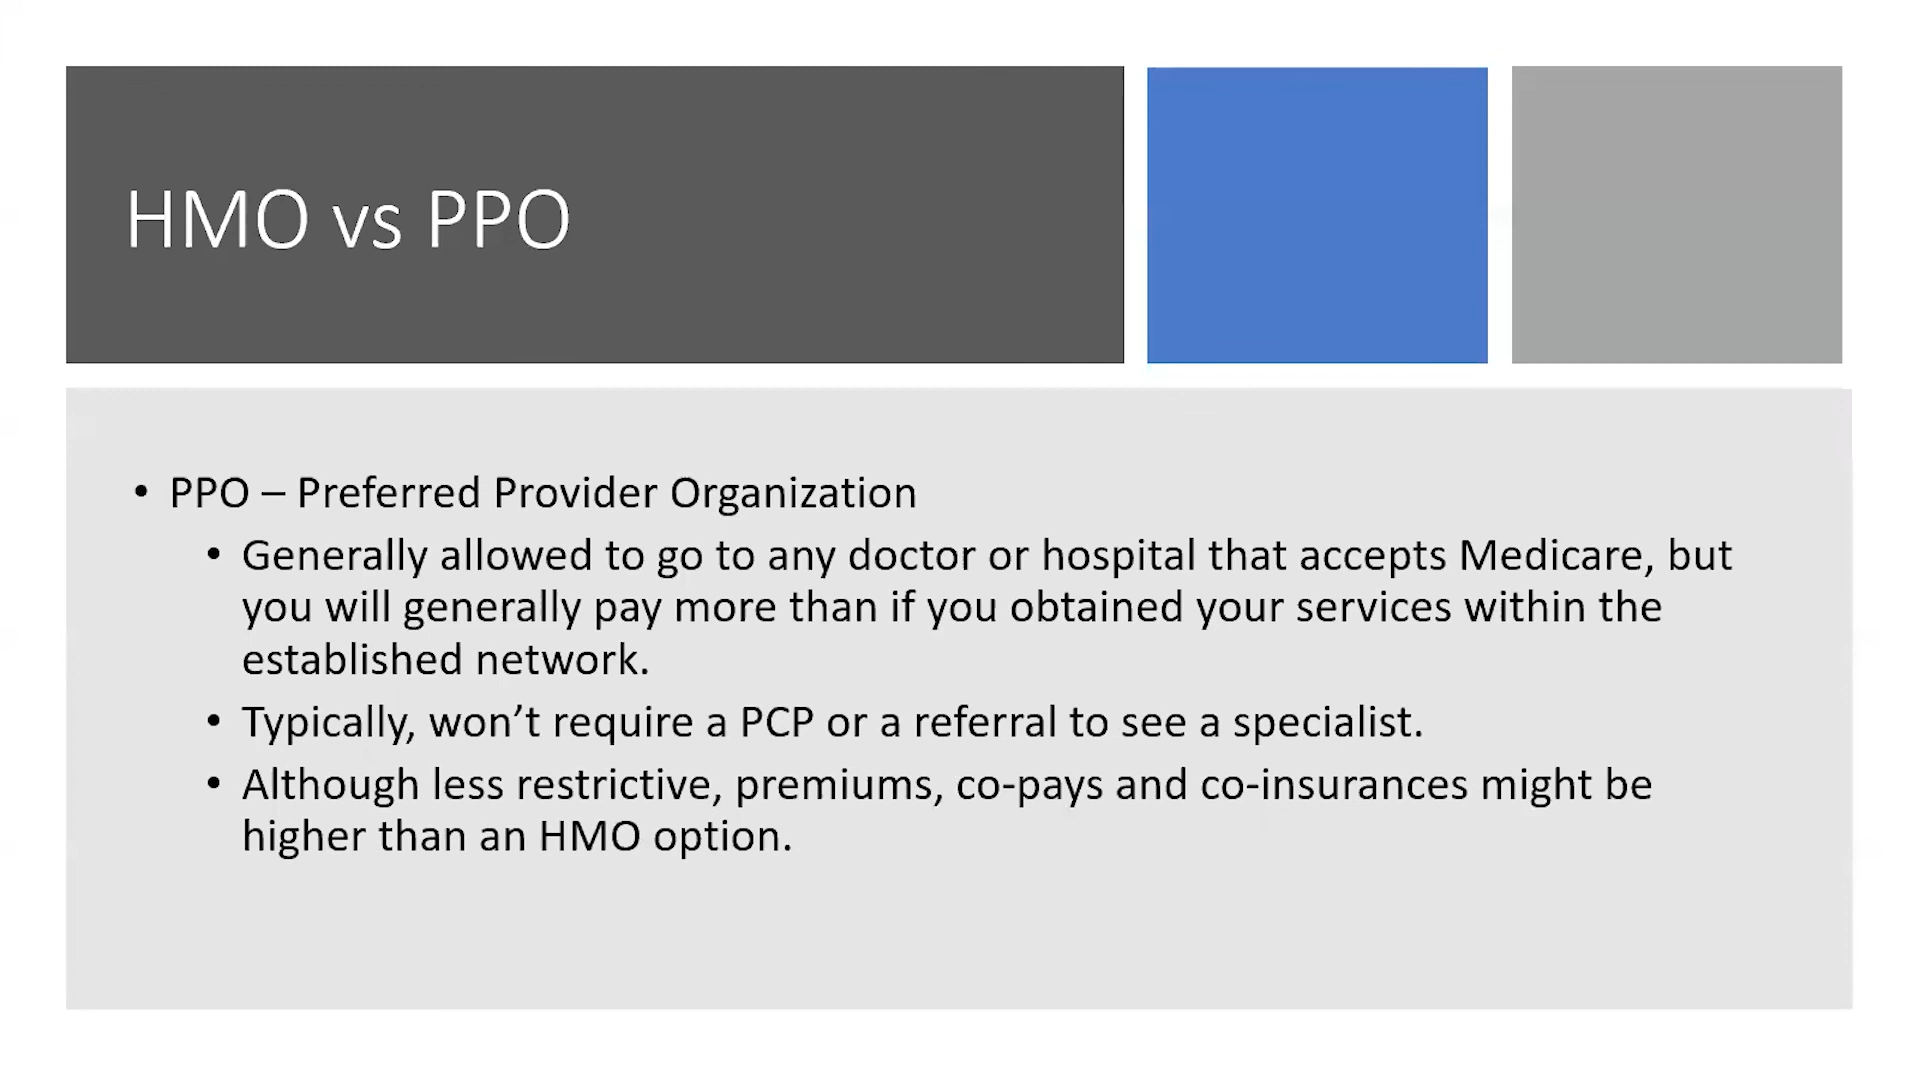 HMO vs PPO
• PPO – Preferred Provider Organization
• Generally allowed to go to any doctor or hospital that accepts Medicare, but
you will generally pay more than if you obtained your services within the
established network.
• Typically, won’t require a PCP or a referral to see a specialist.
• Although less restrictive, premiums, co-pays and co-insurances might be
higher than an HMO option.